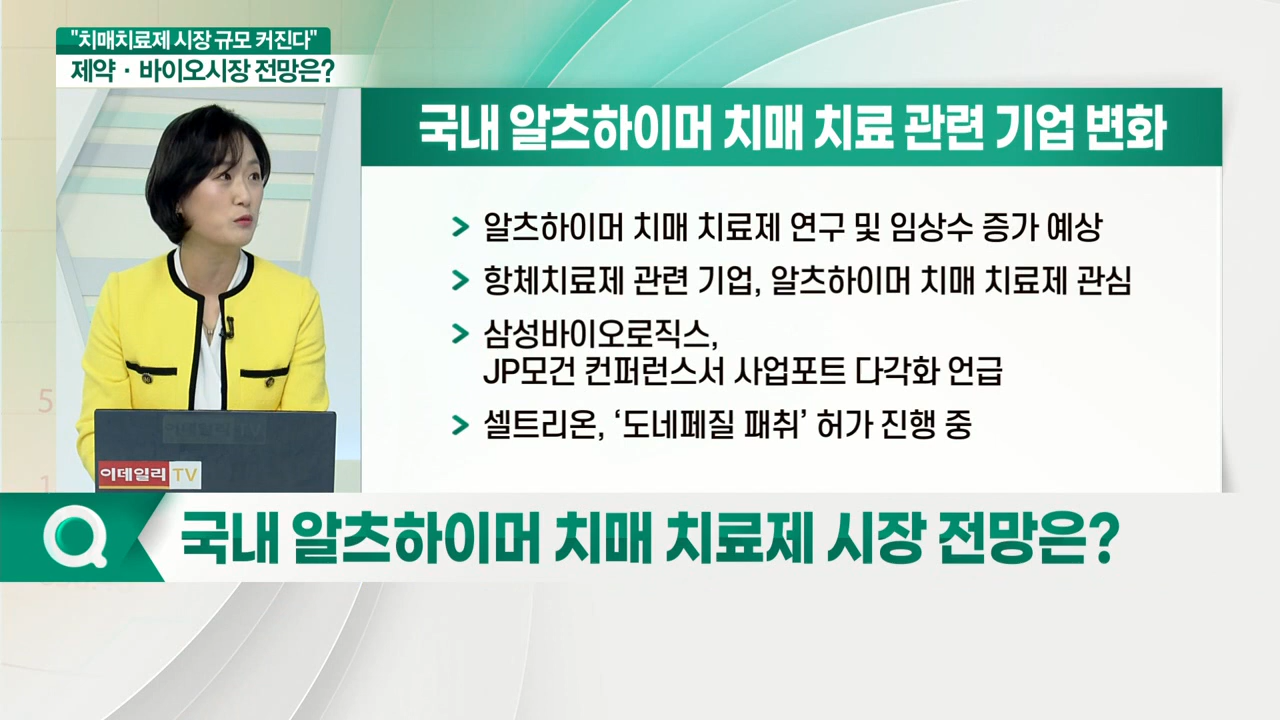 "치매치료제 시장 규모 커진다"
제약 · 바이오시장 전망은?
국내 알츠하이머 치매 치료 관련 기업 변화
> 알츠하이머 치매 치료제 연구 및 임상수 증가 예상
> 항체치료제 관련 기업, 알츠하이머 치매 치료제 관심
> 삼성바이오로직스,
JP모건 컨퍼런스서 사업포트 다각화 언급
> 셀트리온, ‘도네페질 패취’ 허가 진행 중
이데일리 TV
이데일리 TV
Q 국내 알츠하이머 치매 치료제 시장 전망은?